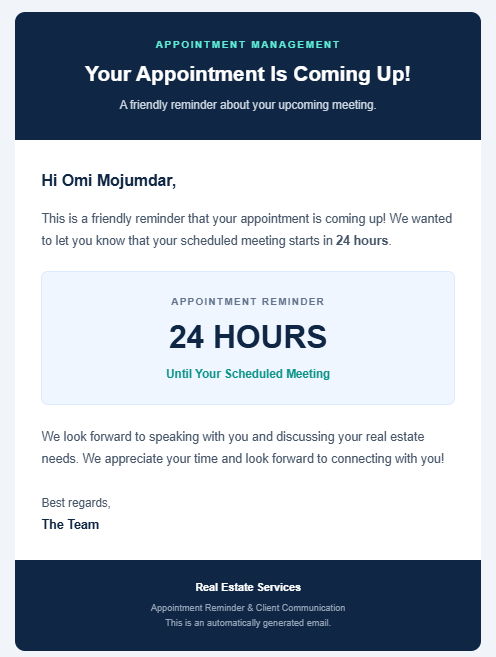 APPOINTMENT MANAGEMENT
Your Appointment Is Coming Up!
A friendly reminder about your upcoming meeting.
Hi Omi Mojumdar,
This is a friendly reminder that your appointment is coming up! We wanted
to let you know that your scheduled meeting starts in 24 hours.
APPOINTMENT REMINDER
24 HOURS
Until Your Scheduled Meeting
We look forward to speaking with you and discussing your real estate
needs. We appreciate your time and look forward to connecting with you!
Best regards,
The Team
Real Estate Services
Appointment Reminder & Client Communication
This is an automatically generated email.